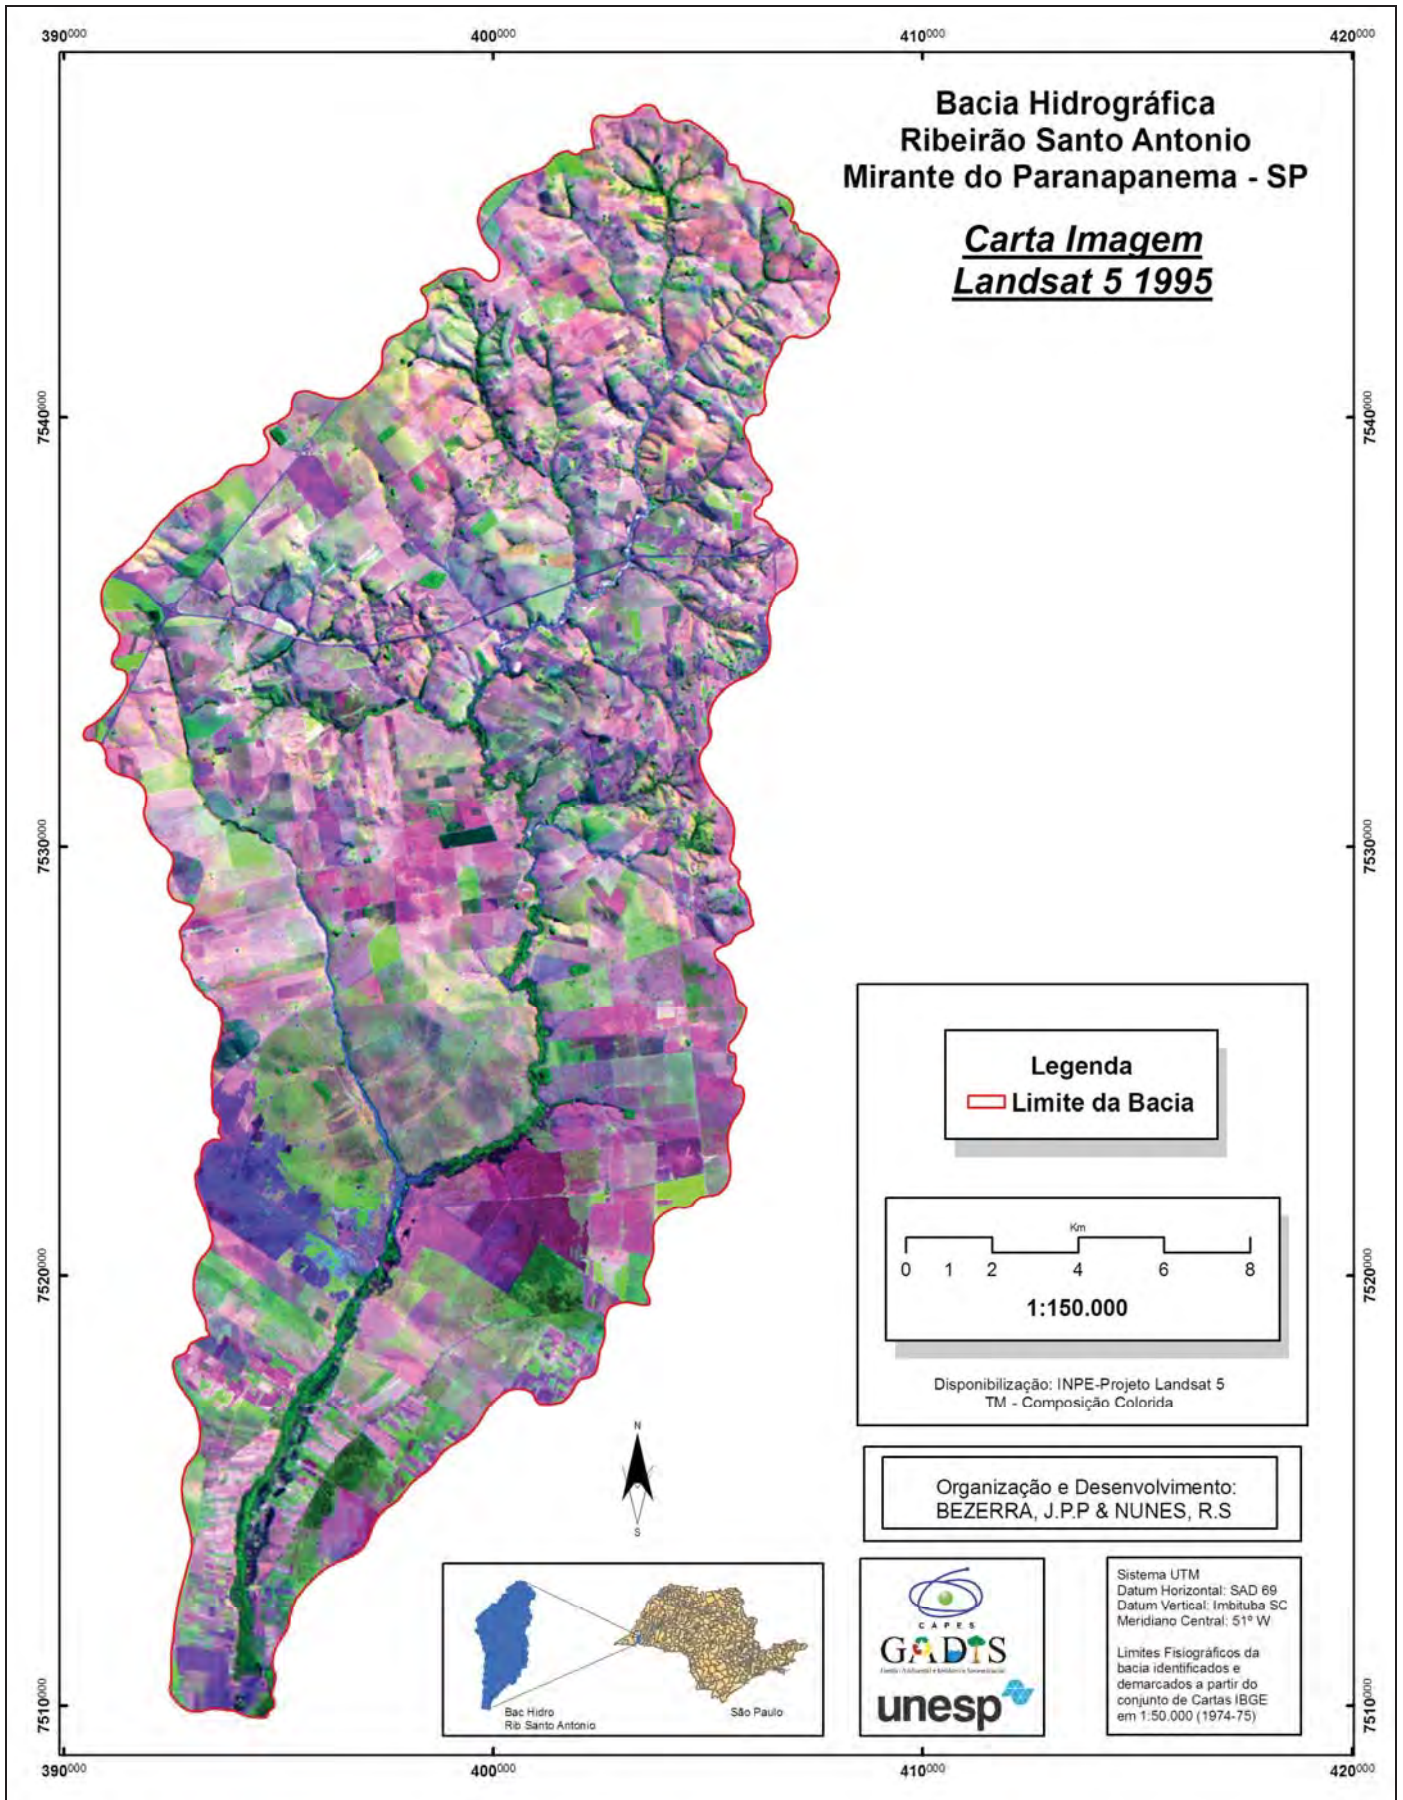 390000
400000
410000
420000
Bacia Hidrográfica
Ribeirão Santo Antonio
Mirante do Paranapanema - SP
Carta Imagem
Landsat 5 1995
7540000
7540000
7530000
7530000
7520000
7520000
7510000
7510000
Legenda
Limite da Bacia
Km
0 1 2 4 6 8
1:150.000
Disponibilização: INPE-Projeto Landsat 5
TM - Composição Colorida
N
S
Organização e Desenvolvimento:
BEZERRA, J.P.P & NUNES, R.S
Bac Hidro
Rib Santo Antonio
São Paulo
CAPES
GADIS
unesp
Sistema UTM
Datum Horizontal: SAD 69
Datum Vertical: Imbituba SC
Meridiano Central: 51º W
Limites Fisiográficos da
bacia identificados e
demarcados a partir do
conjunto de Cartas IBGE
em 1:50.000 (1974-75)
390000
400000
410000
420000